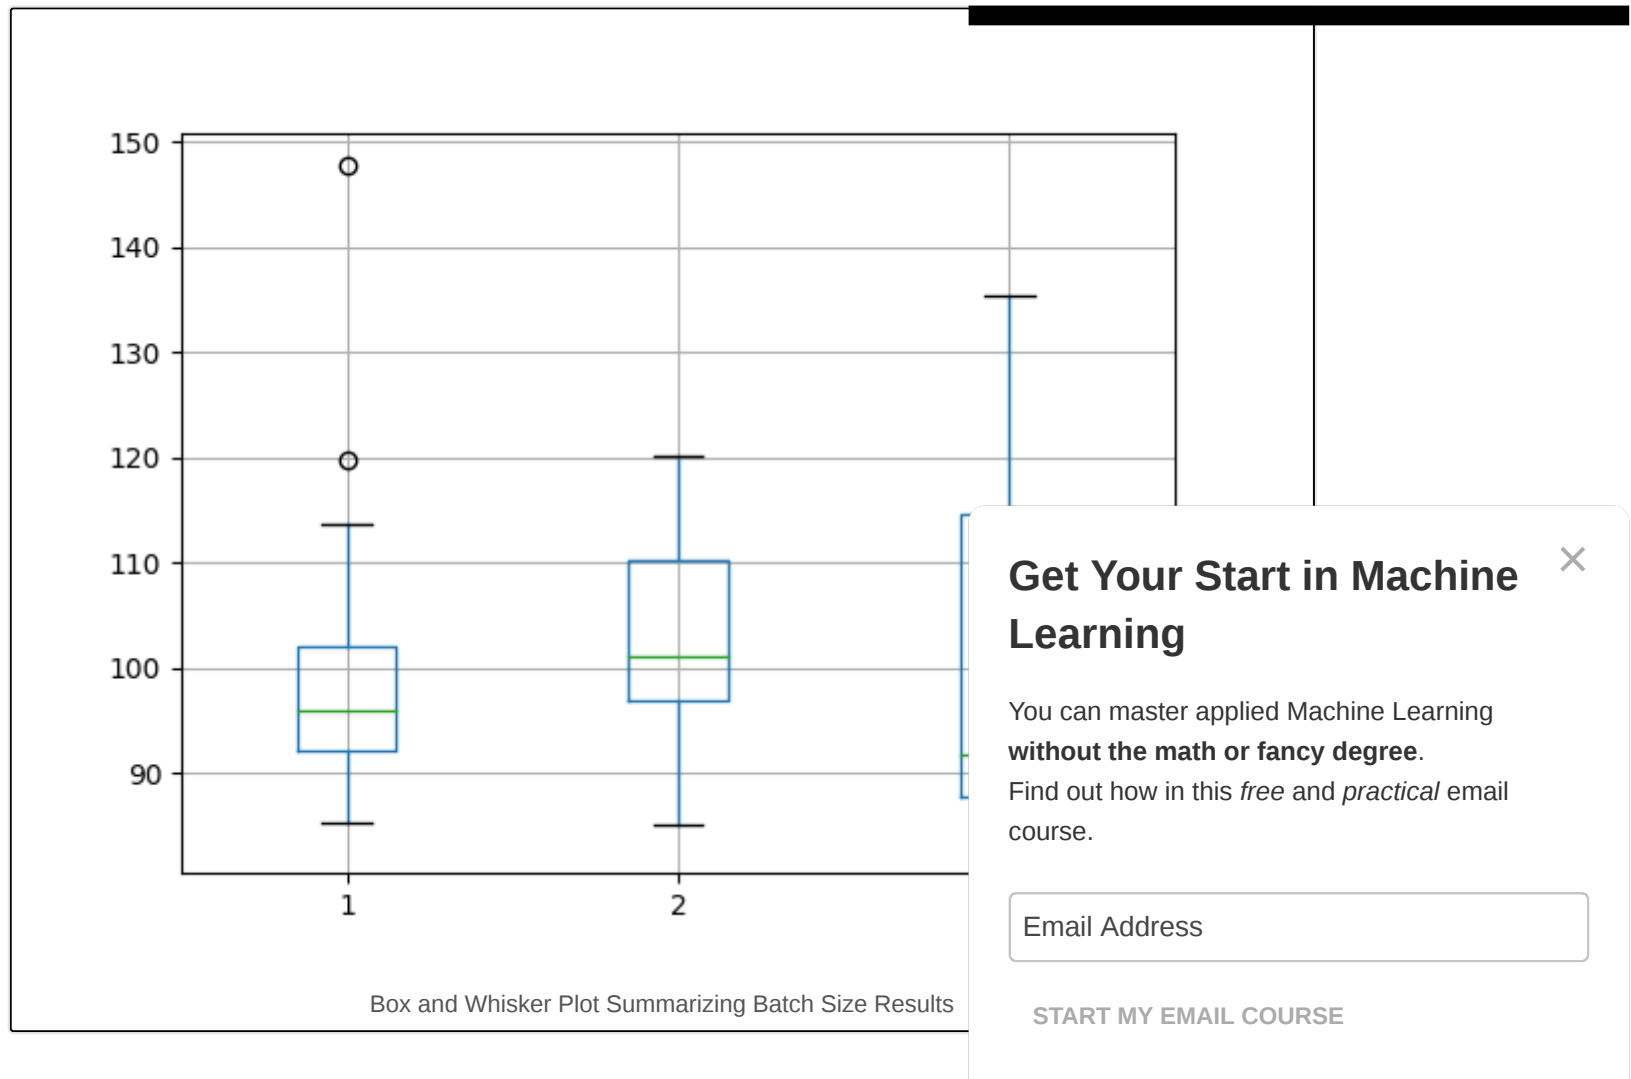 150
140
130
120
110
100
90
1
2
Box and Whisker Plot Summarizing Batch Size Results
Get Your Start in Machine
Learning
You can master applied Machine Learning
without the math or fancy degree.
Find out how in this free and practical email
course.
Email Address
START MY EMAIL COURSE